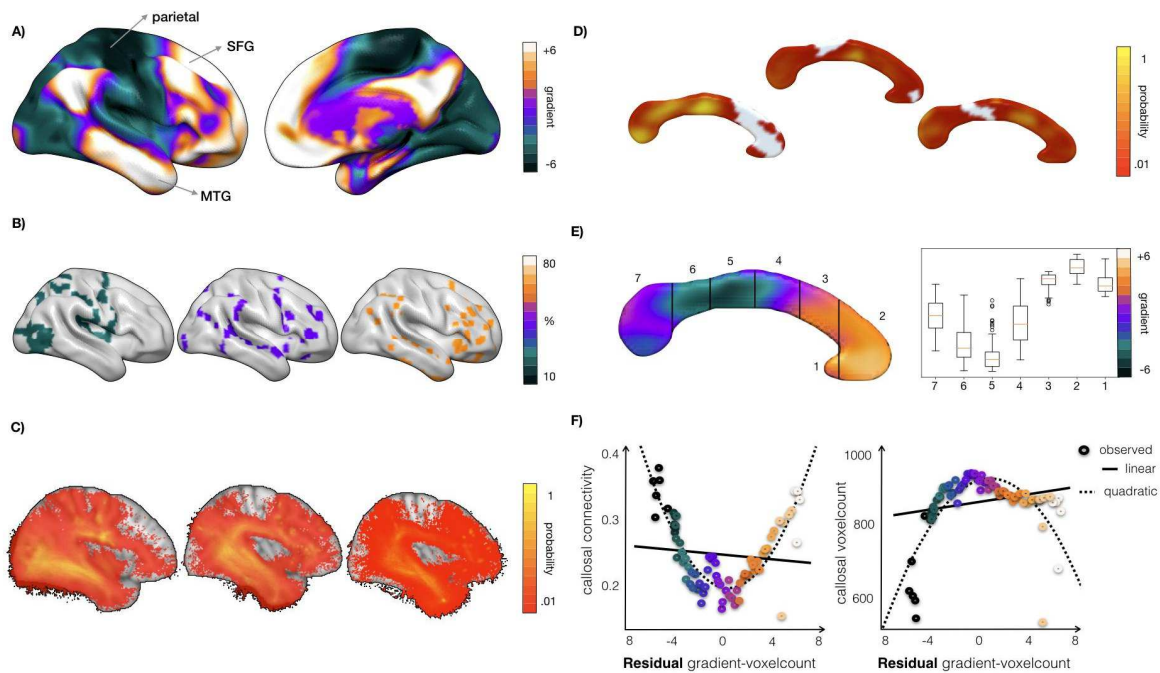 A)
parietal
SFG
MTG
+6
gradient
-6
B)
80
%
10
C)
1
probability
.01
D)
1
probability
.01
E)
7
6
5
4
3
2
1
+6
gradient
-6
7 6 5 4 3 2 1
F)
0.4
0.3
0.2
callosal connectivity
8 -4 0 4 8
Residual gradient-voxelcount
1000
800
600
callosal voxelcount
8 -4 0 4 8
Residual gradient-voxelcount
observed
linear
quadratic